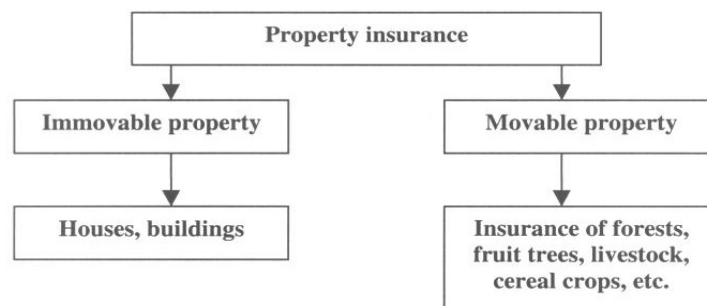 Property insurance
Immovable property
Movable property
Houses, buildings
Insurance of forests,
fruit trees, livestock,
cereal crops, etc.